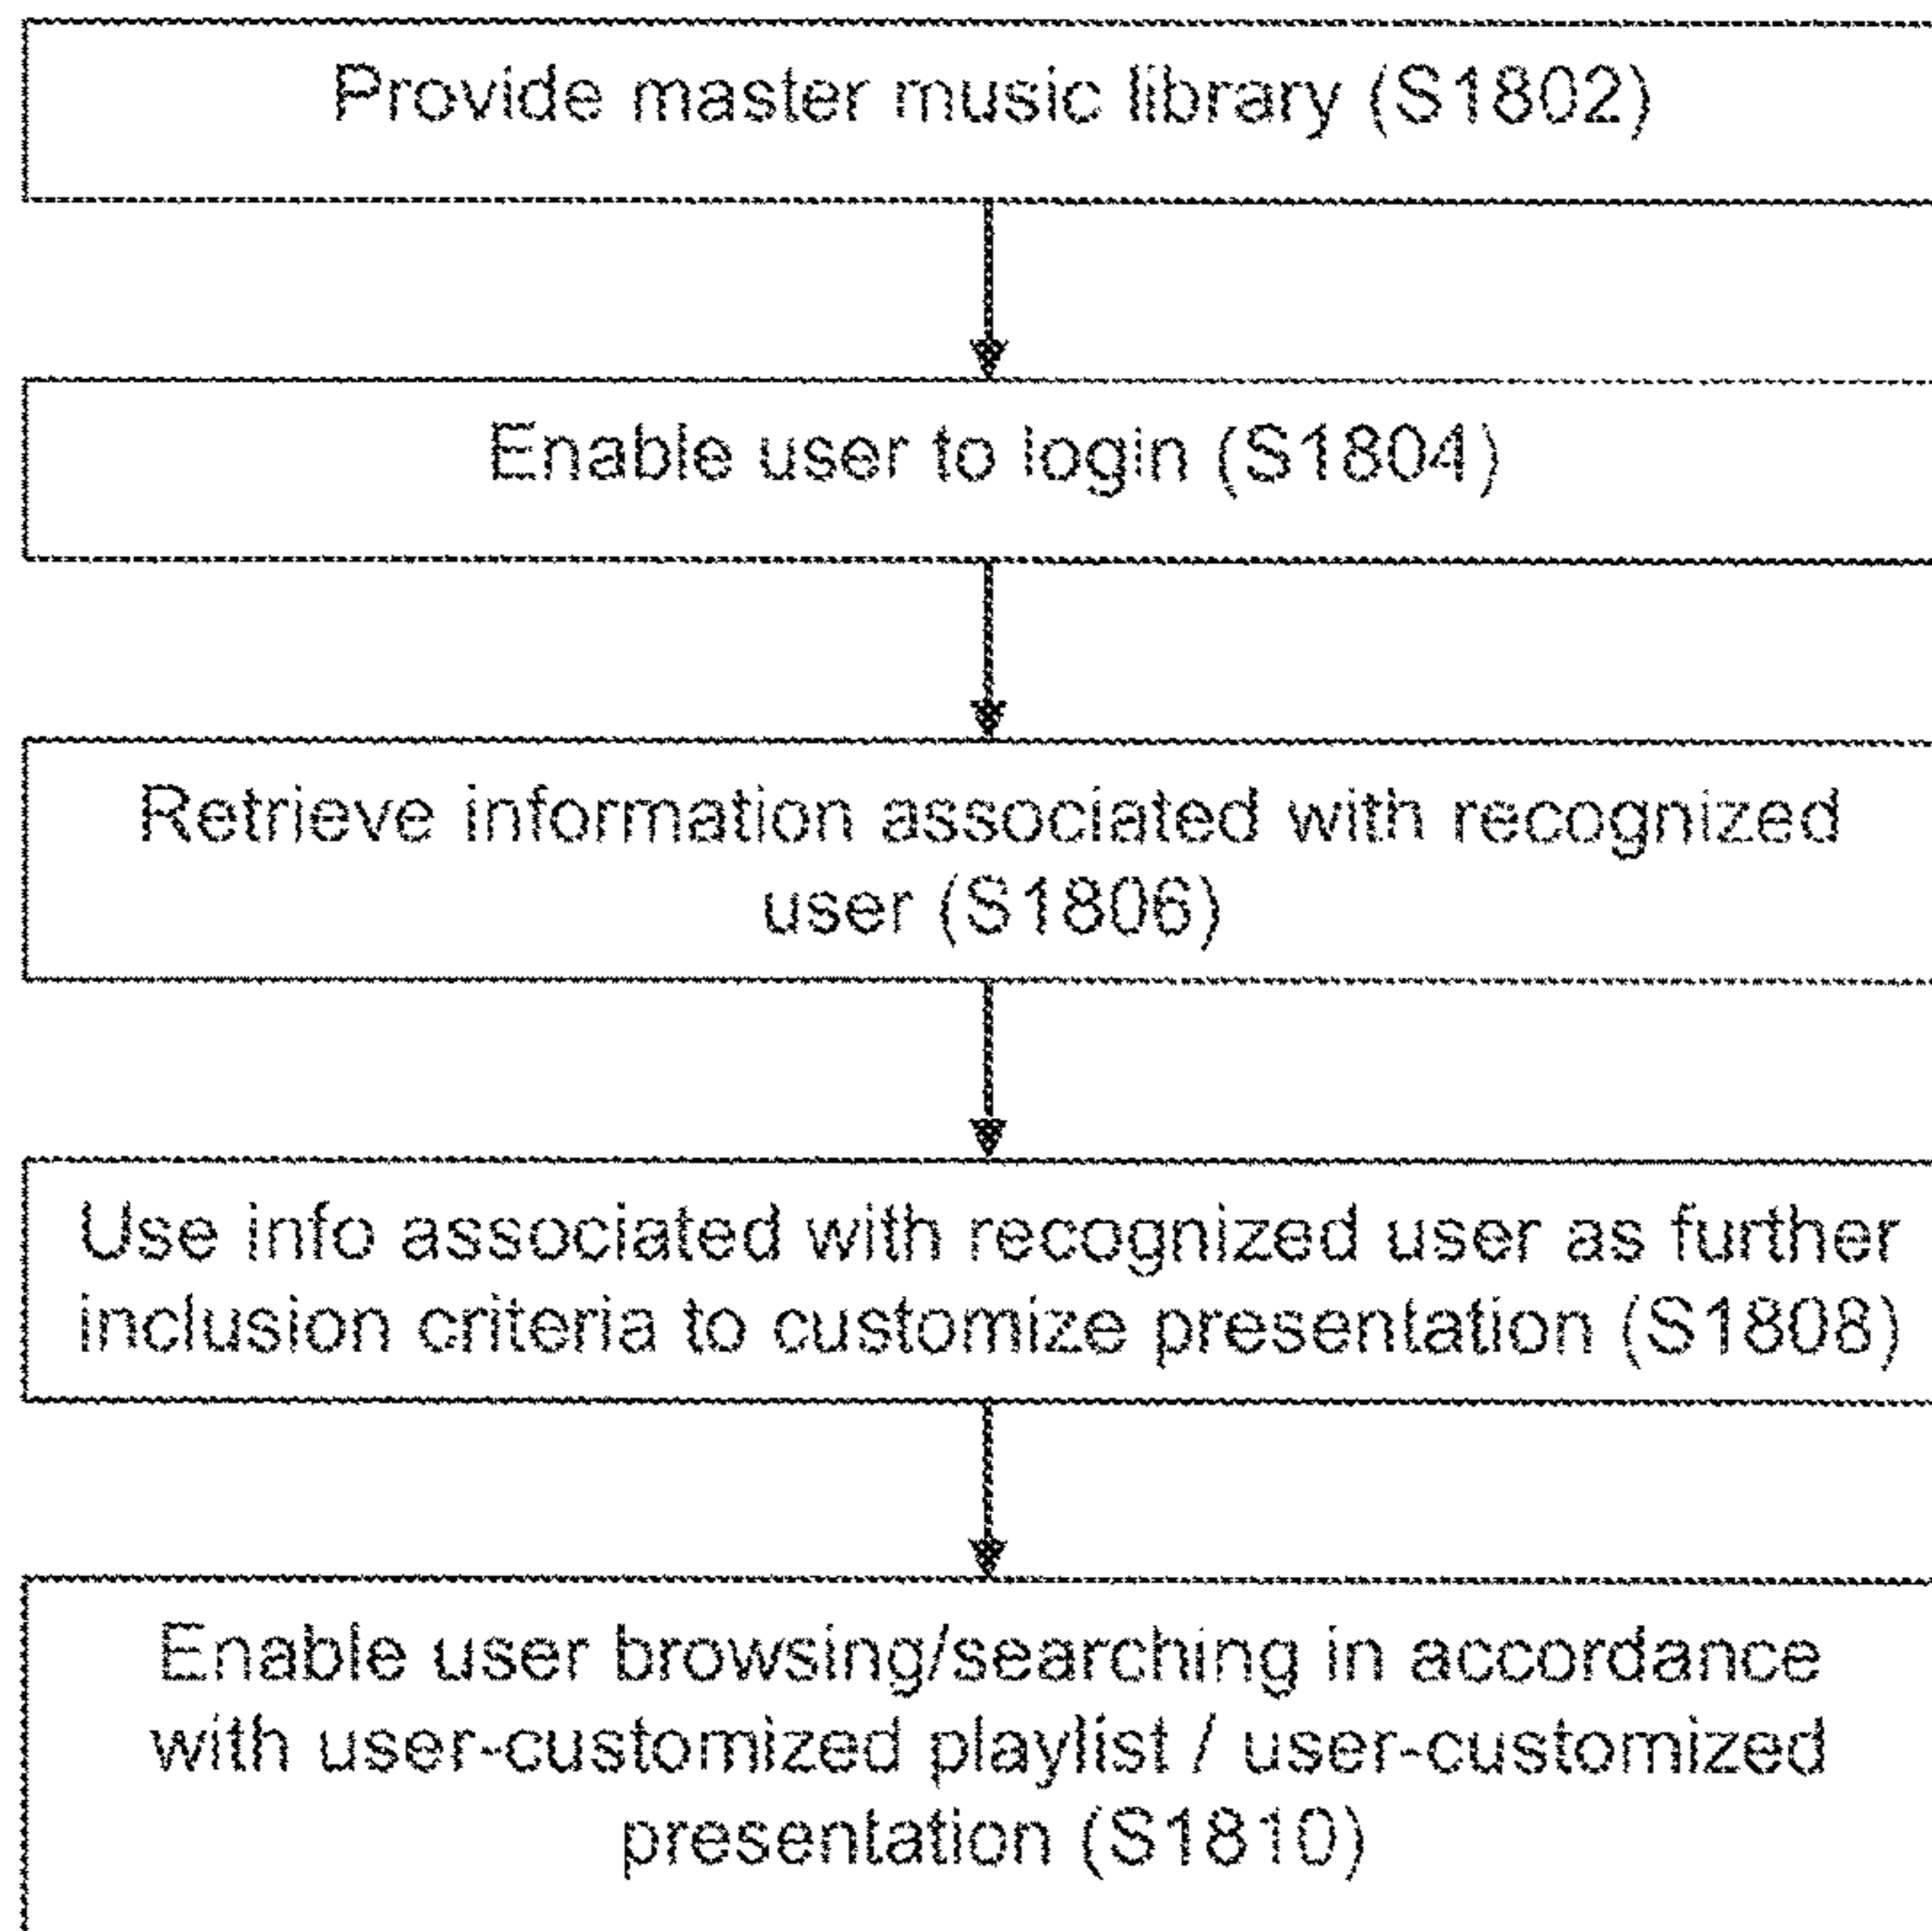 Provide master music library (S1802)
Enable user to login (S1804)
Retrieve information associated with recognized
user (S1806)
Use info associated with recognized user as further
inclusion criteria to customize presentation (S1808)
Enable user browsing/searching in accordance
with user-customized playlist / user-customized
presentation (S1810)